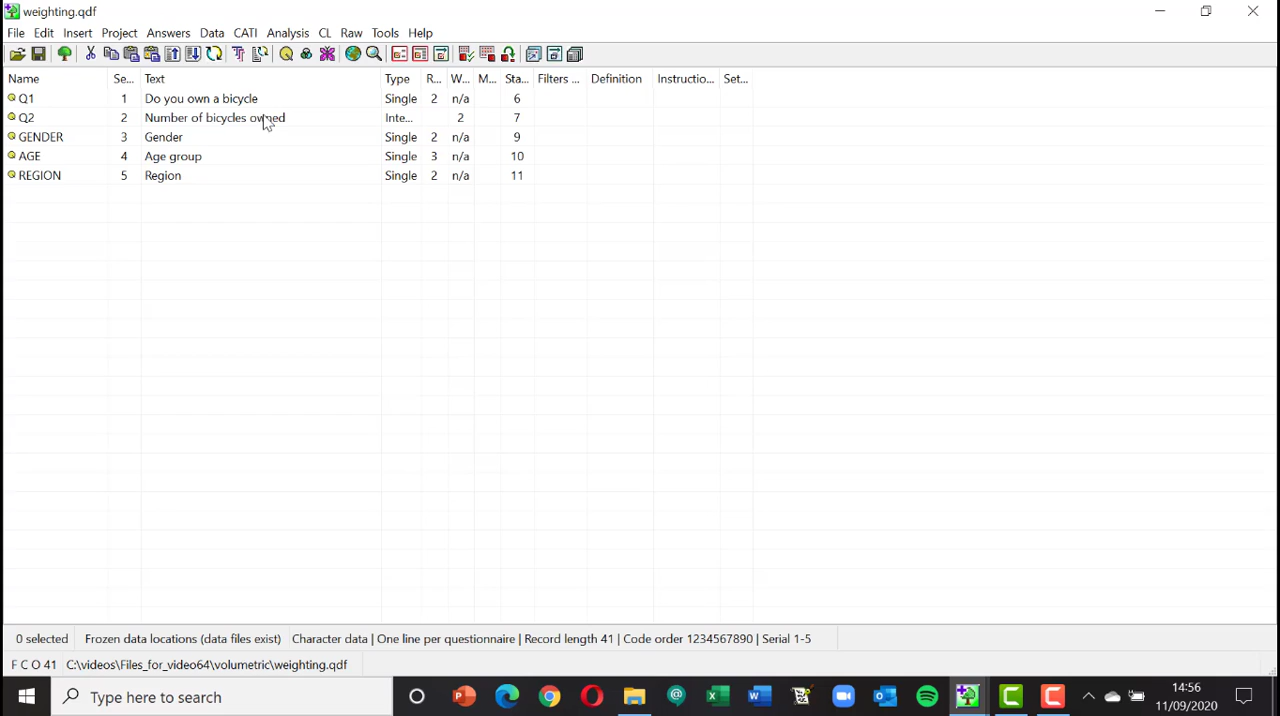 weighting.qdf
File Edit Insert Project Answers Data CATI Analysis CL Raw Tools Help
Name Se... Text Type R... W... M... Sta... Filters ... Definition Instructio... Set...
Q1 1 Do you own a bicycle Single 2 n/a 6
Q2 2 Number of bicycles owned Inte... 2 7
GENDER 3 Gender Single 2 n/a 9
AGE 4 Age group Single 3 n/a 10
REGION 5 Region Single 2 n/a 11
0 selected Frozen data locations (data files exist) Character data | One line per questionnaire | Record length 41 | Code order 1234567890 | Serial 1-5
F C O 41 C:\videos\Files_for_video64\volumetric\weighting.qdf
Type here to search
14:56
11/09/2020